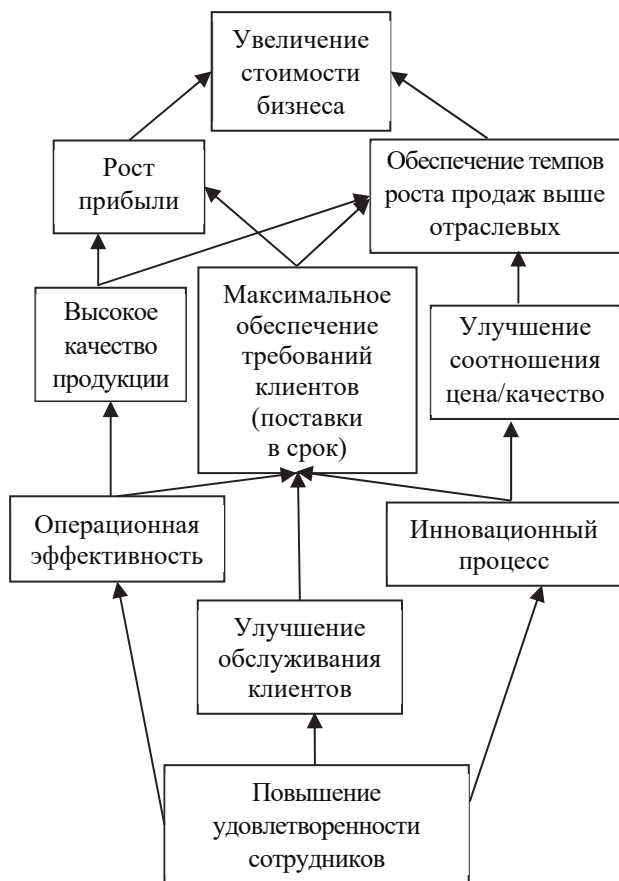 Увеличение
стоимости
бизнеса
Рост
прибыли
Обеспечение темпов
роста продаж выше
отраслевых
Высокое
качество
продукции
Максимальное
обеспечение
требований
клиентов
(поставки
в срок)
Улучшение
соотношения
цена/качество
Операционная
эффективность
Инновационный
процесс
Улучшение
обслуживания
клиентов
Повышение
удовлетворенности
сотрудников